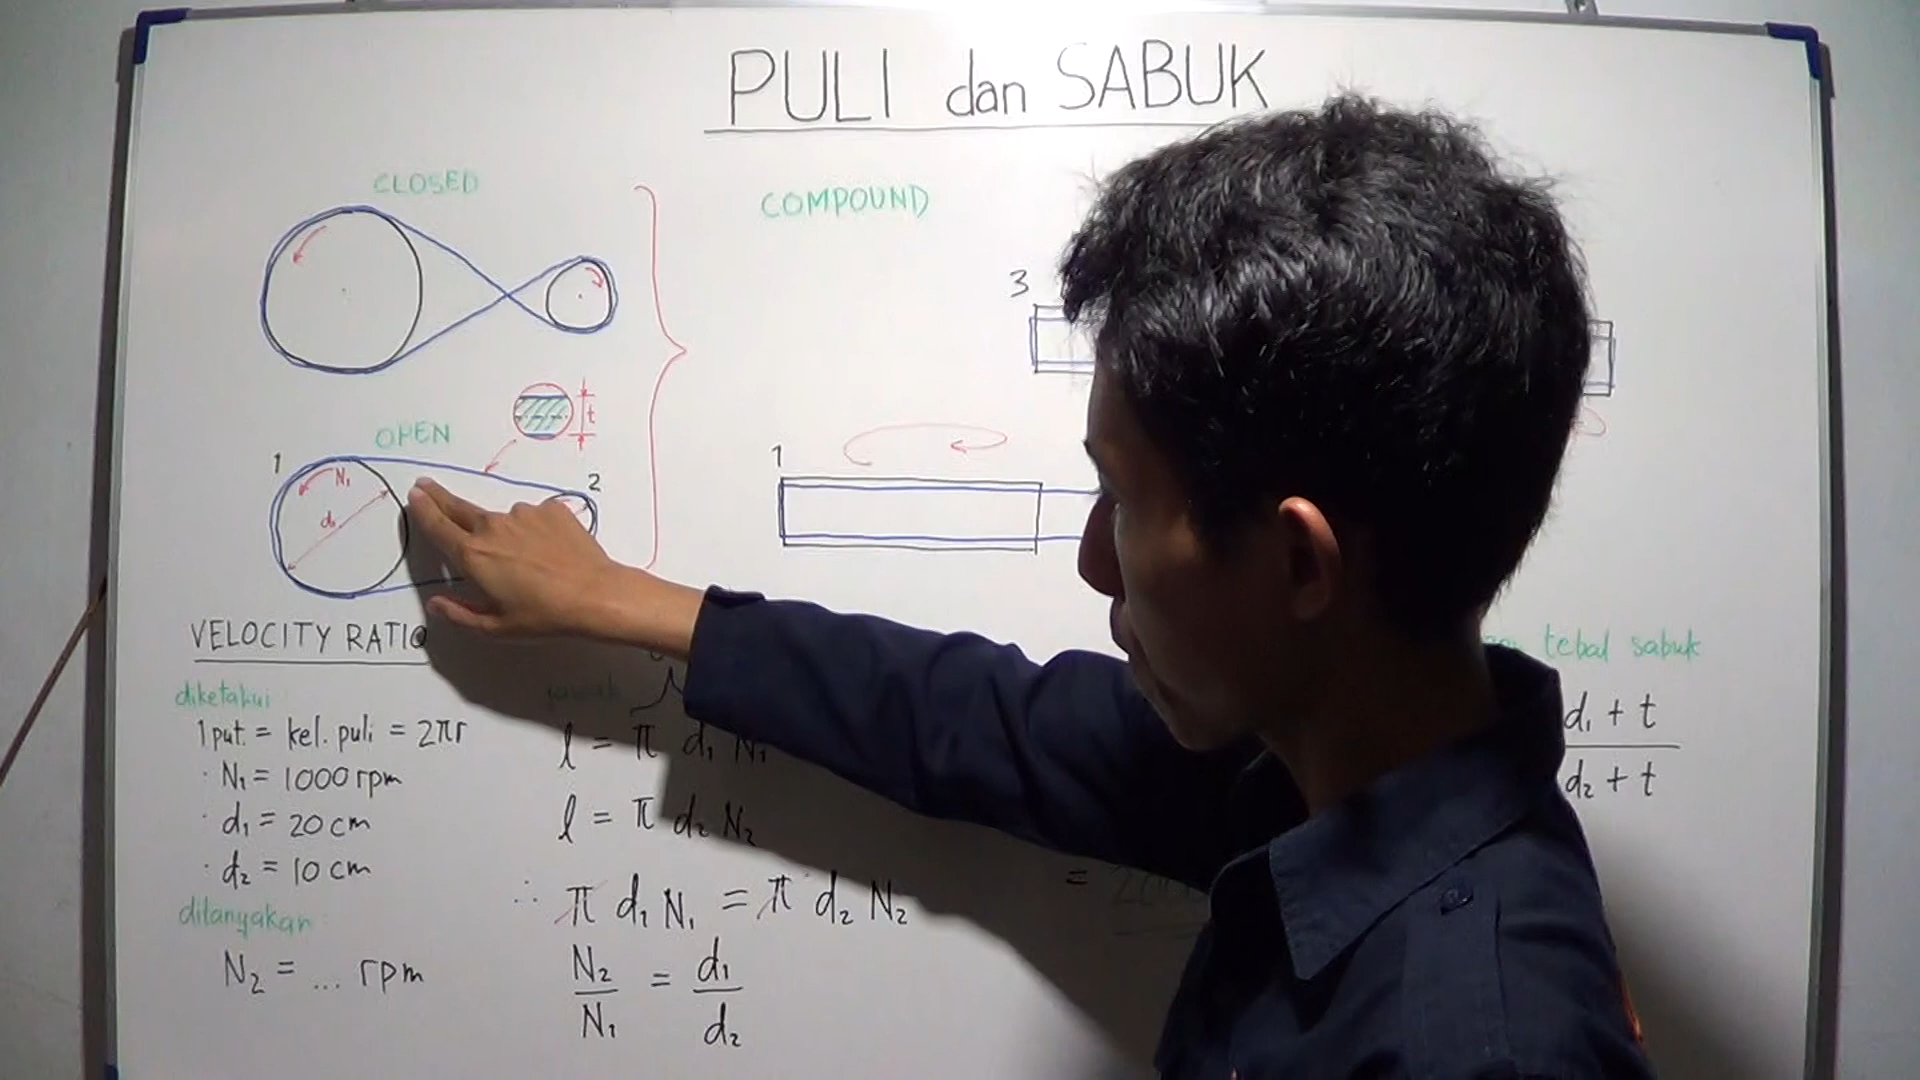 PULI dan SABUK
CLOSED
COMPOUND
3
t
OPEN
1
N₁
d₁
2
1
VELOCITY RATIO
tebal sabuk
diketahui
1 put. = kel. puli = 2πr
· N₁ = 1000 rpm
· d₁ = 20 cm
· d₂ = 10 cm
ditanyakan:
N₂ = ... rpm
l = π d₁ N₁
l = π d₂ N₂
∴ π d₁ N₁ = π d₂ N₂
N₂ / N₁ = d₁ / d₂
d₁ + t
d₂ + t
=